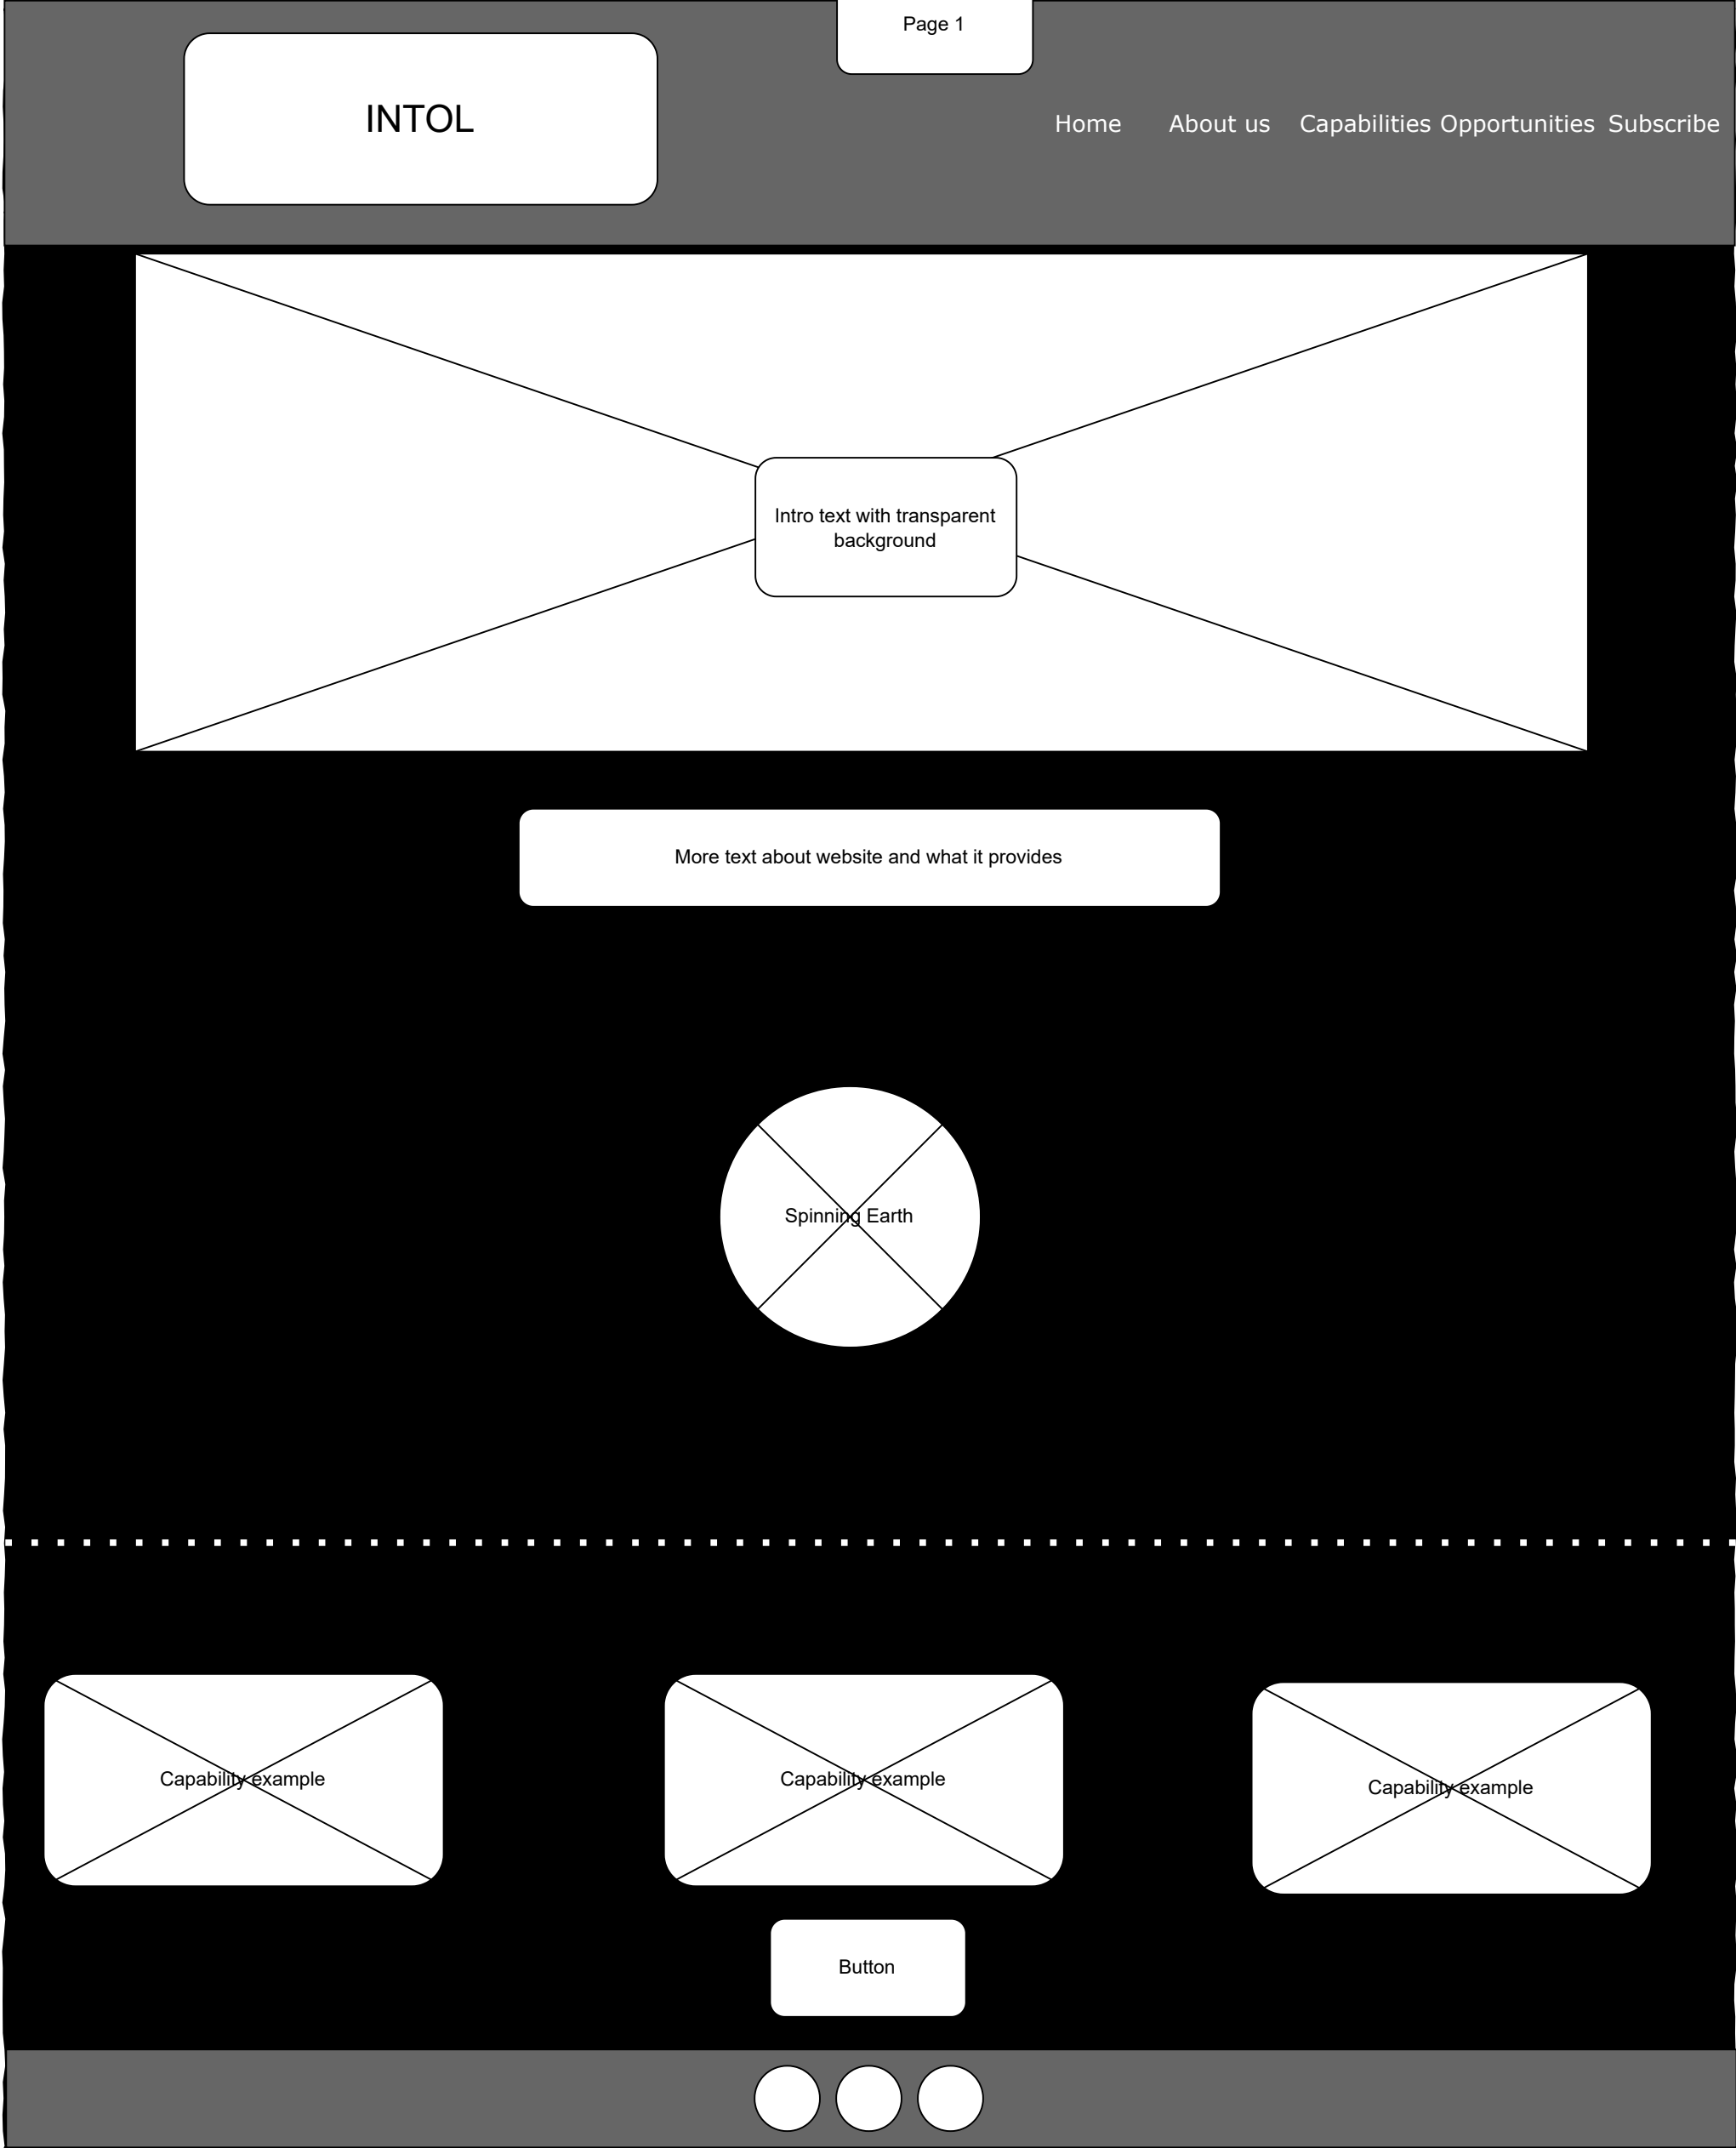 Page 1
INTOL
Home About us Capabilities Opportunities Subscribe
Intro text with transparent
background
More text about website and what it provides
Spinning Earth
Capability example
Capability example
Capability example
Button